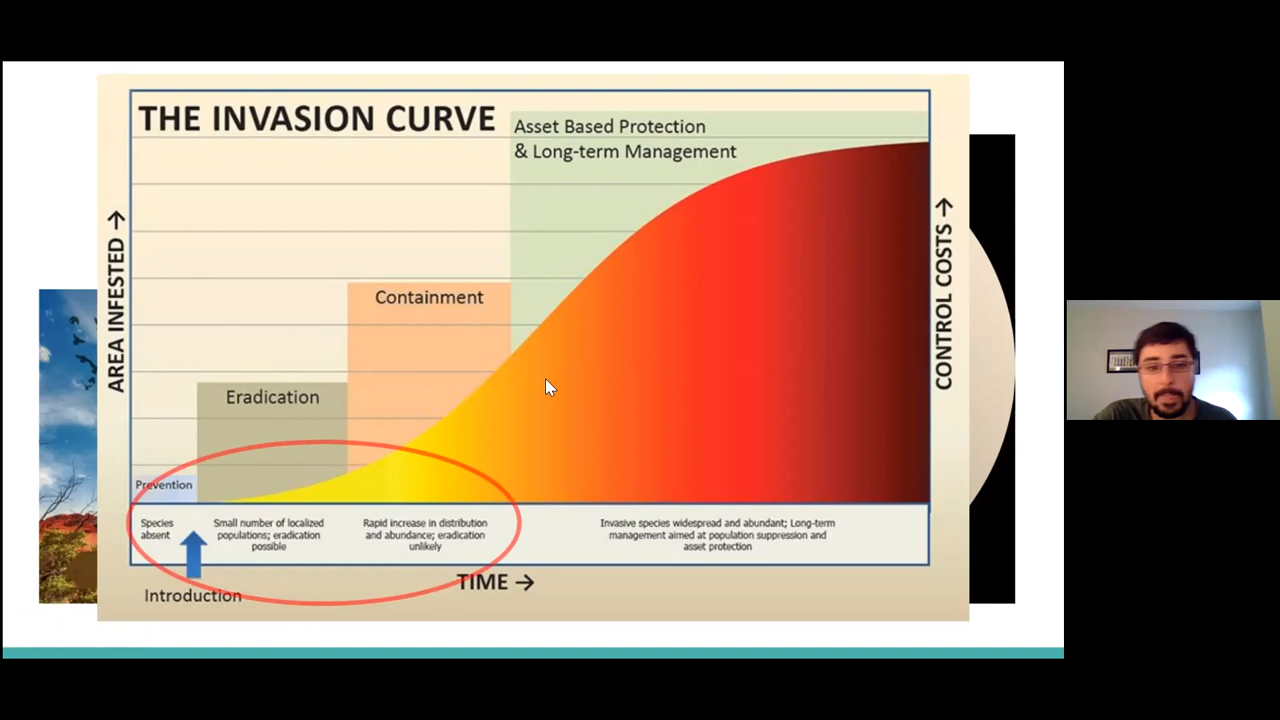 THE INVASION CURVE
Asset Based Protection
& Long-term Management
Containment
Eradication
Prevention
AREA INFESTED →
CONTROL COSTS →
Species
absent
Small number of localized
populations; eradication
possible
Rapid increase in distribution
and abundance; eradication
unlikely
Invasive species widespread and abundant; Long-term
management aimed at population suppression and
asset protection
Introduction
TIME →